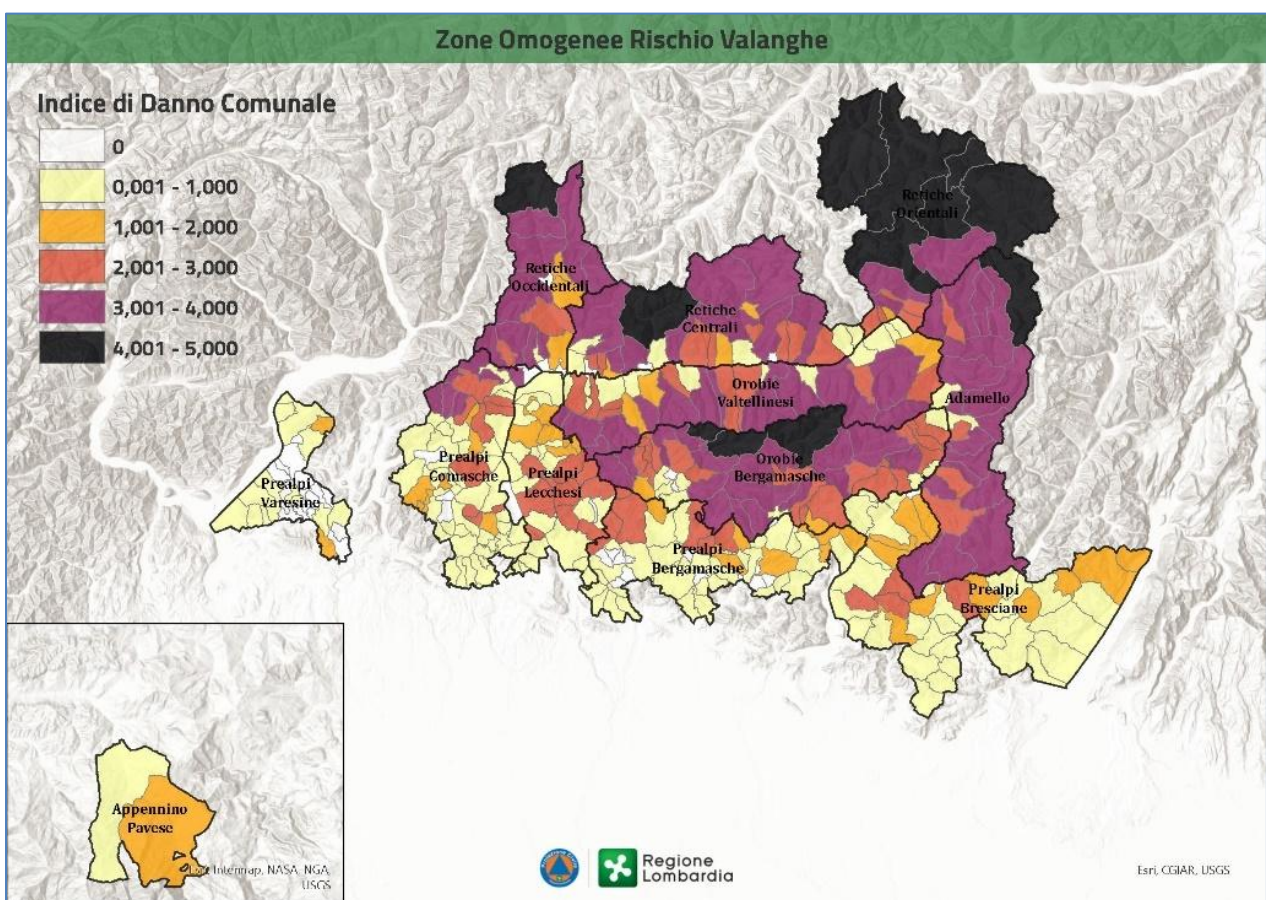 Zone Omogenee Rischio Valanghe
Indice di Danno Comunale
0
0,001 - 1,000
1,001 - 2,000
2,001 - 3,000
3,001 - 4,000
4,001 - 5,000
Retiche
Orientali
Retiche
Occidentali
Retiche
Centrali
Orobie
Valtellinesi
Adamello
Prealpi
Comasche
Prealpi
Lecchesi
Orobie
Bergamasche
Prealpi
Varesine
Prealpi
Bergamasche
Prealpi
Bresciane
Appennino
Pavese
Esri, Intermap, NASA, NGA,
USGS
Regione
Lombardia
Esri, CGIAR, USGS